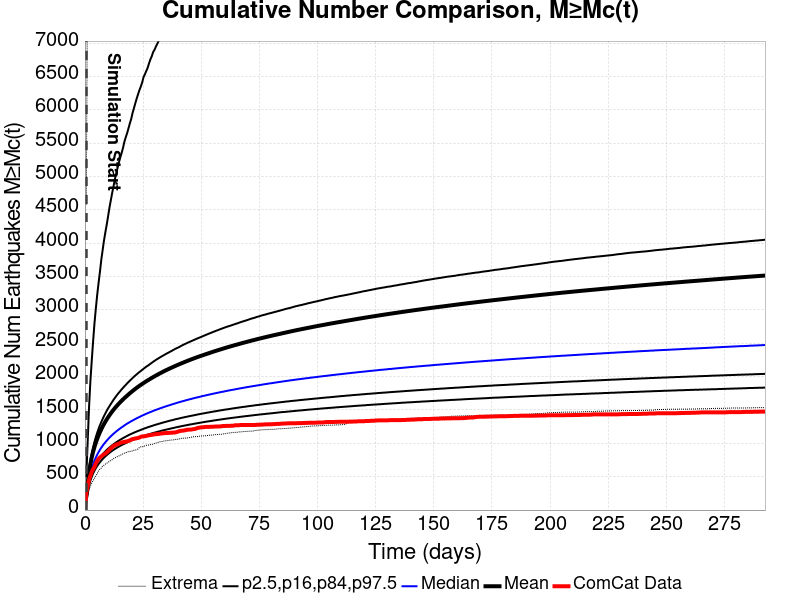 Cumulative Number Comparison, M≥Mc(t)
Cumulative Num Earthquakes M≥Mc(t)
7000
6500
6000
5500
5000
4500
4000
3500
3000
2500
2000
1500
1000
500
0
Simulation Start
0 25 50 75 100 125 150 175 200 225 250 275
Time (days)
Extrema p2.5,p16,p84,p97.5 Median Mean ComCat Data